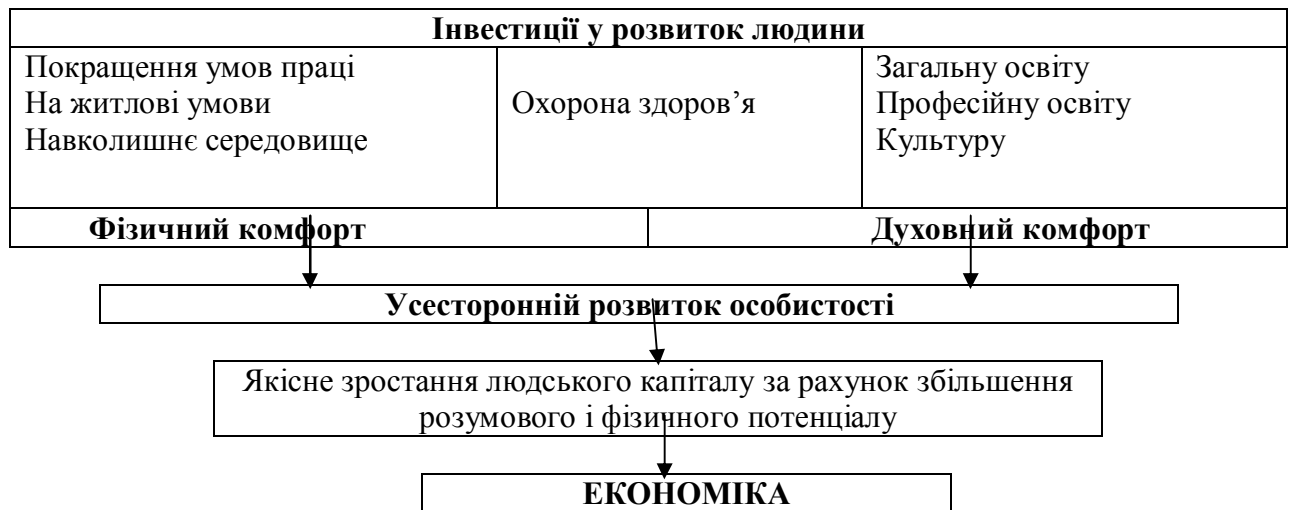 Інвестиції у розвиток людини
Покращення умов праці
На житлові умови
Навколишнє середовище
Охорона здоров’я
Загальну освіту
Професійну освіту
Культуру
Фізичний комфорт
Духовний комфорт
Усесторонній розвиток особистості
Якісне зростання людського капіталу за рахунок збільшення
розумового і фізичного потенціалу
ЕКОНОМІКА